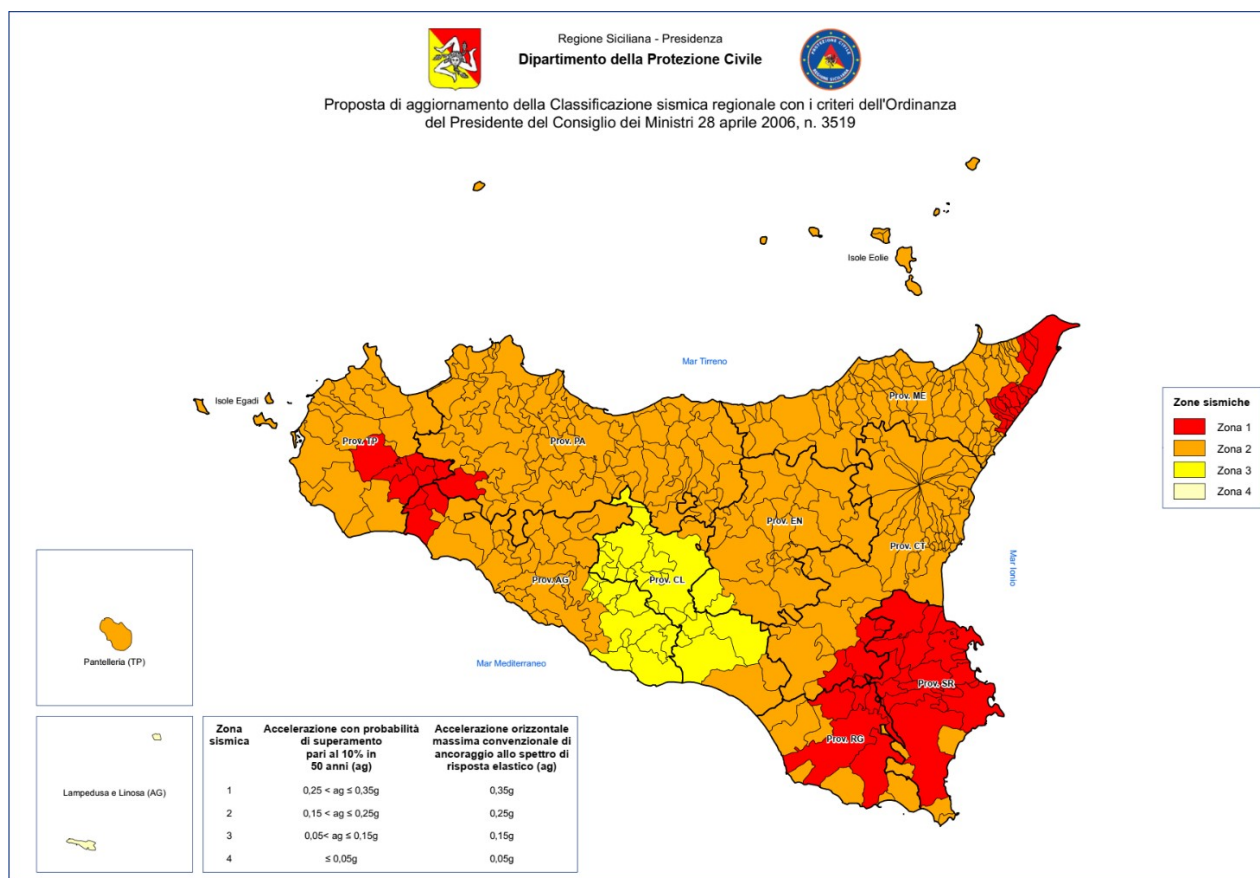 Regione Siciliana - Presidenza
Dipartimento della Protezione Civile
PROTEZIONE CIVILE
REGIONE SICILIANA
Proposta di aggiornamento della Classificazione sismica regionale con i criteri dell'Ordinanza
del Presidente del Consiglio dei Ministri 28 aprile 2006, n. 3519
Isole Eolie
Mar Tirreno
Isole Egadi
Prov. ME
Prov. TP
Prov. PA
Prov. EN
Prov. CT
Prov. AG
Prov. CL
Mar Ionio
Mar Mediterraneo
Prov. SR
Prov. RG
Zone sismiche
Zona 1
Zona 2
Zona 3
Zona 4
Pantelleria (TP)
Lampedusa e Linosa (AG)
Zona sismica
Accelerazione con probabilità di superamento pari al 10% in 50 anni (ag)
Accelerazione orizzontale massima convenzionale di ancoraggio allo spettro di risposta elastico (ag)
1 0,25 < ag ≤ 0,35g 0,35g
2 0,15 < ag ≤ 0,25g 0,25g
3 0,05< ag ≤ 0,15g 0,15g
4 ≤ 0,05g 0,05g